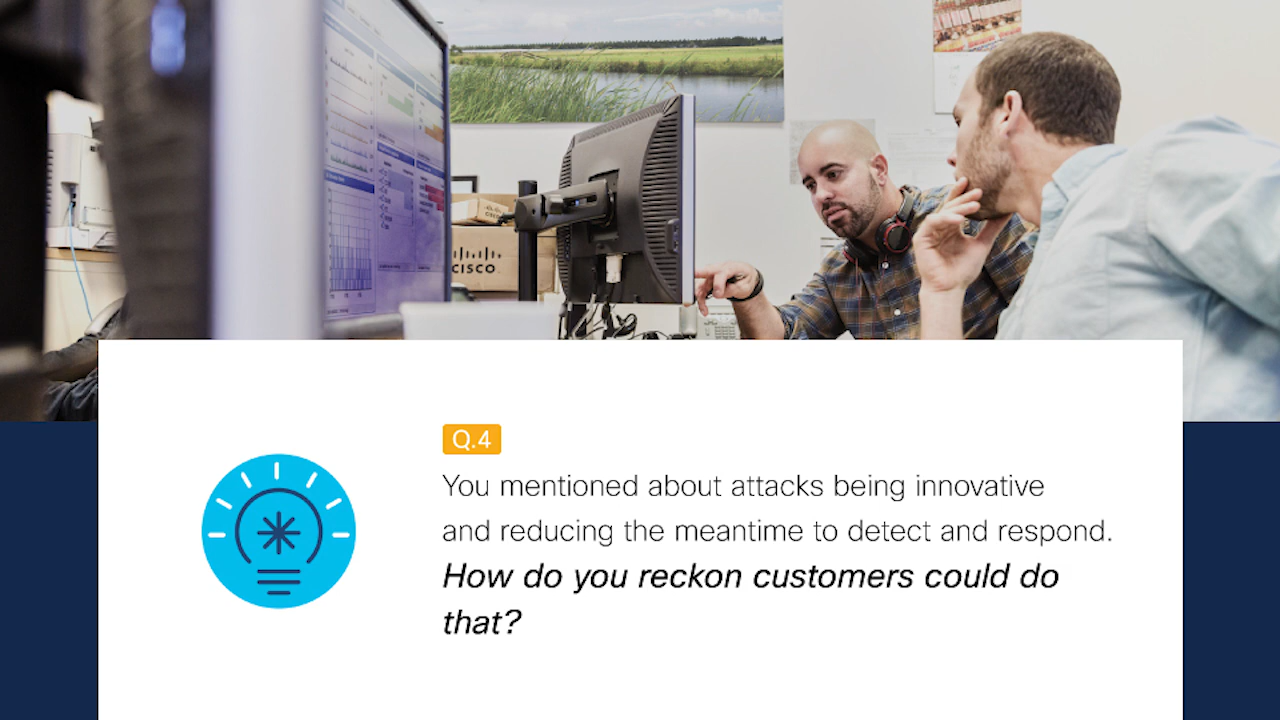 CISCO
CISCO
Q.4
You mentioned about attacks being innovative
and reducing the meantime to detect and respond.
How do you reckon customers could do
that?